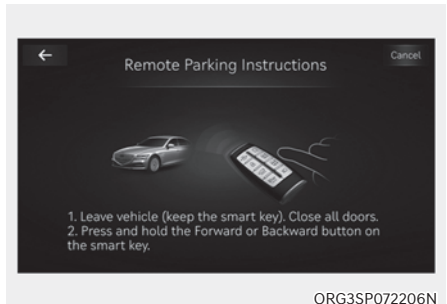 Remote Parking Instructions
Cancel
1. Leave vehicle (keep the smart key). Close all doors.
2. Press and hold the Forward or Backward button on
the smart key.
ORG3SP072206N